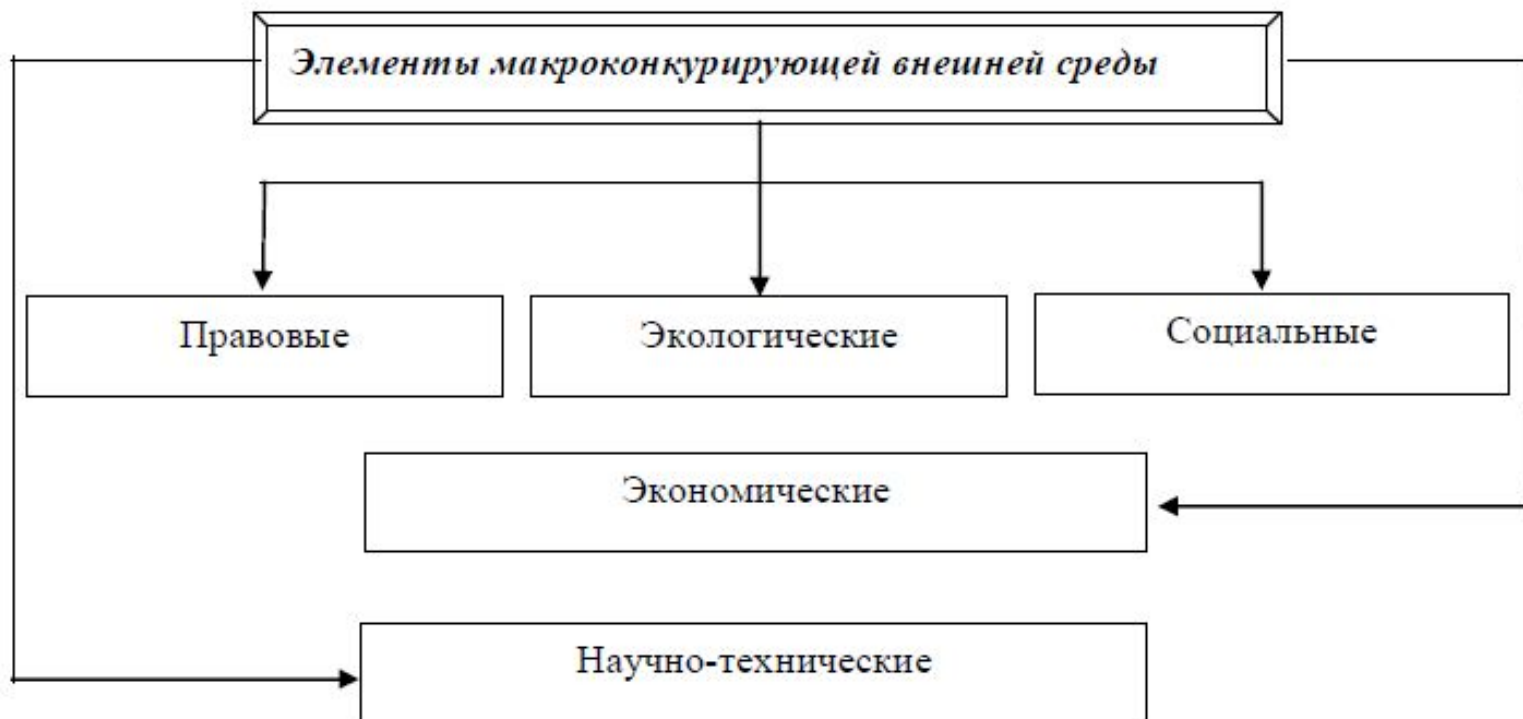 Элементы макроконкурирующей внешней среды
Правовые
Экологические
Социальные
Экономические
Научно-технические